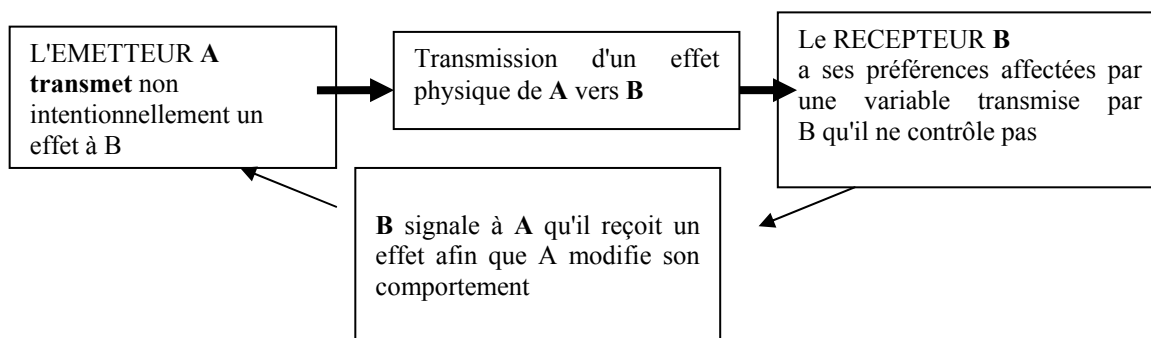 L'EMETTEUR A
transmet non
intentionnellement un
effet à B
Transmission d'un effet
physique de A vers B
Le RECEPTEUR B
a ses préférences affectées par
une variable transmise par
B qu'il ne contrôle pas
B signale à A qu'il reçoit un
effet afin que A modifie son
comportement